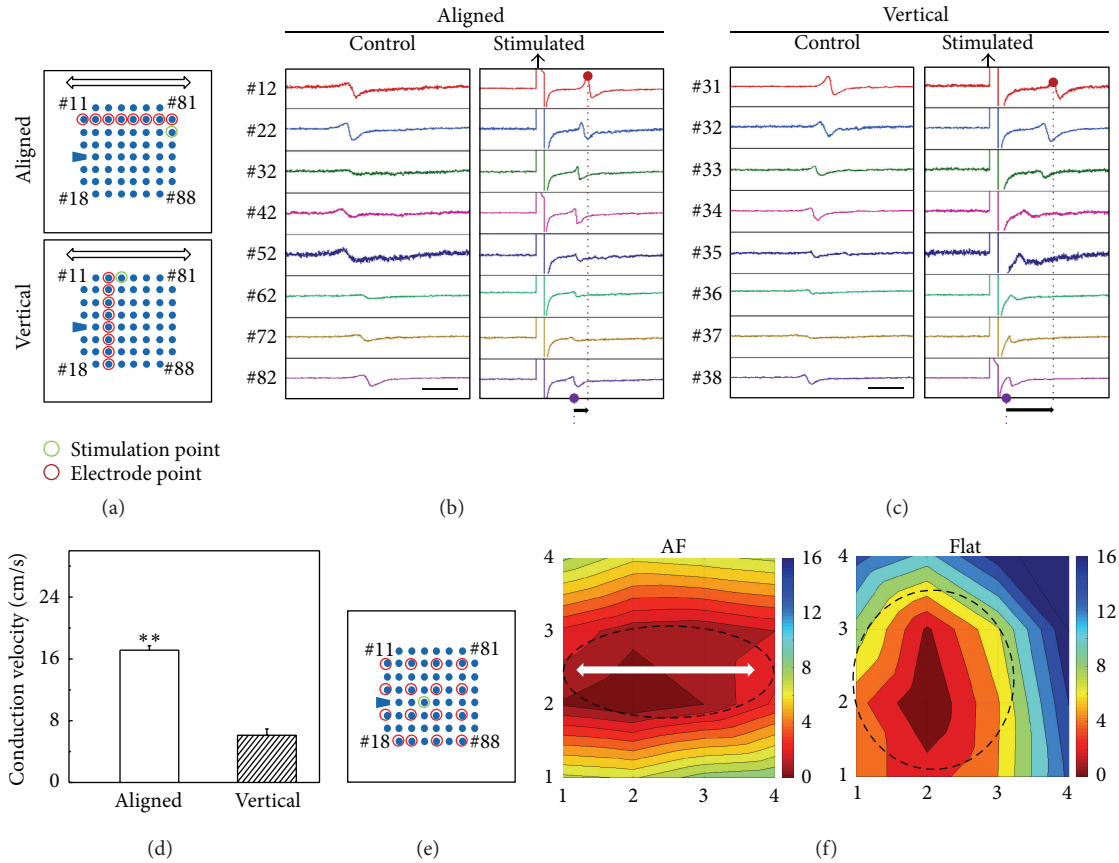 Aligned
Vertical
Control
Stimulated
Control
Stimulated
Aligned
#11
#81
#18
#88
Vertical
#11
#81
#18
#88
Stimulation point
Electrode point
(a)
#12
#22
#32
#42
#52
#62
#72
#82
(b)
#31
#32
#33
#34
#35
#36
#37
#38
(c)
Conduction velocity (cm/s)
24
16
8
0
**
Aligned
Vertical
(d)
#11
#81
#18
#88
(e)
AF
4
3
2
1
1
2
3
4
16
12
8
4
0
Flat
4
3
2
1
1
2
3
4
16
12
8
4
0
(f)